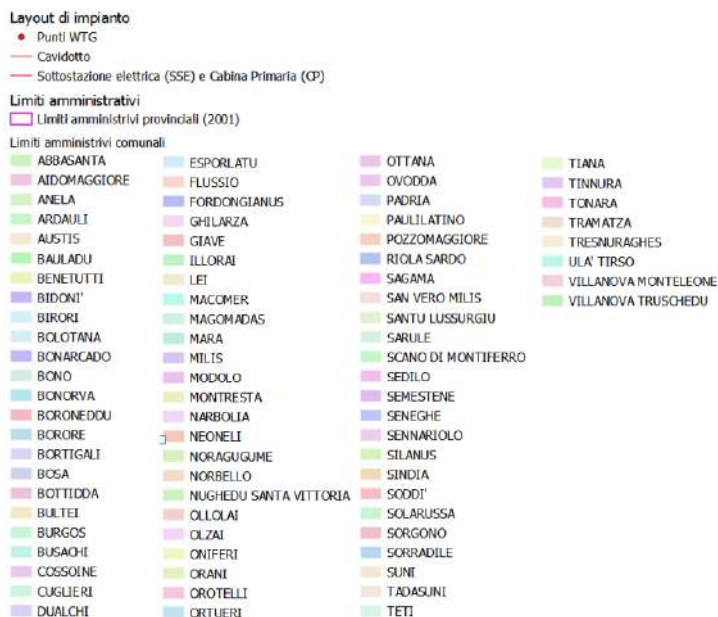 Layout di impianto
Punti WTG
Cavidotto
Sottostazione elettrica (SSE) e Cabina Primaria (CP)
Limiti amministrativi
Limiti amministrivi provinciali (2001)
Limiti amministrivi comunali
ABBASANTA
AIDOMAGGIORE
ANELA
ARDAULI
AUSTIS
BAULADU
BENETUTTI
BIDONI'
BIRORI
BOLOTANA
BONARCADO
BONO
BONORVA
BORONEDDU
BORORE
BORTIGALI
BOSA
BOTTIDDA
BULTEI
BURGOS
BUSACHI
COSSOINE
CUGLIERI
DUALCHI
ESPORLATU
FLUSSIO
FORDONGIANUS
GHILARZA
GIAVE
ILLORAI
LEI
MACOMER
MAGOMADAS
MARA
MILIS
MODOLO
MONTRESTA
NARBOLIA
NEONELI
NORAGUGUME
NORBELLO
NUGHEDU SANTA VITTORIA
OLLOLAI
OLZAI
ONIFERI
ORANI
OROTELLI
ORTUERI
OTTANA
OVODDA
PADRIA
PAULILATINO
POZZOMAGGIORE
RIOLA SARDO
SAGAMA
SAN VERO MILIS
SANTU LUSSURGIU
SARULE
SCANO DI MONTIFERRO
SEDILO
SEMESTENE
SENEGHE
SENNARIOLO
SILANUS
SINDIA
SODDI'
SOLARUSSA
SORGONO
SORRADILE
SUNI
TADASUNI
TETI
TIANA
TINNURA
TONARA
TRAMATZA
TRESNURAGHES
ULA' TIRSO
VILLANOVA MONTELEONE
VILLANOVA TRUSCHEDU